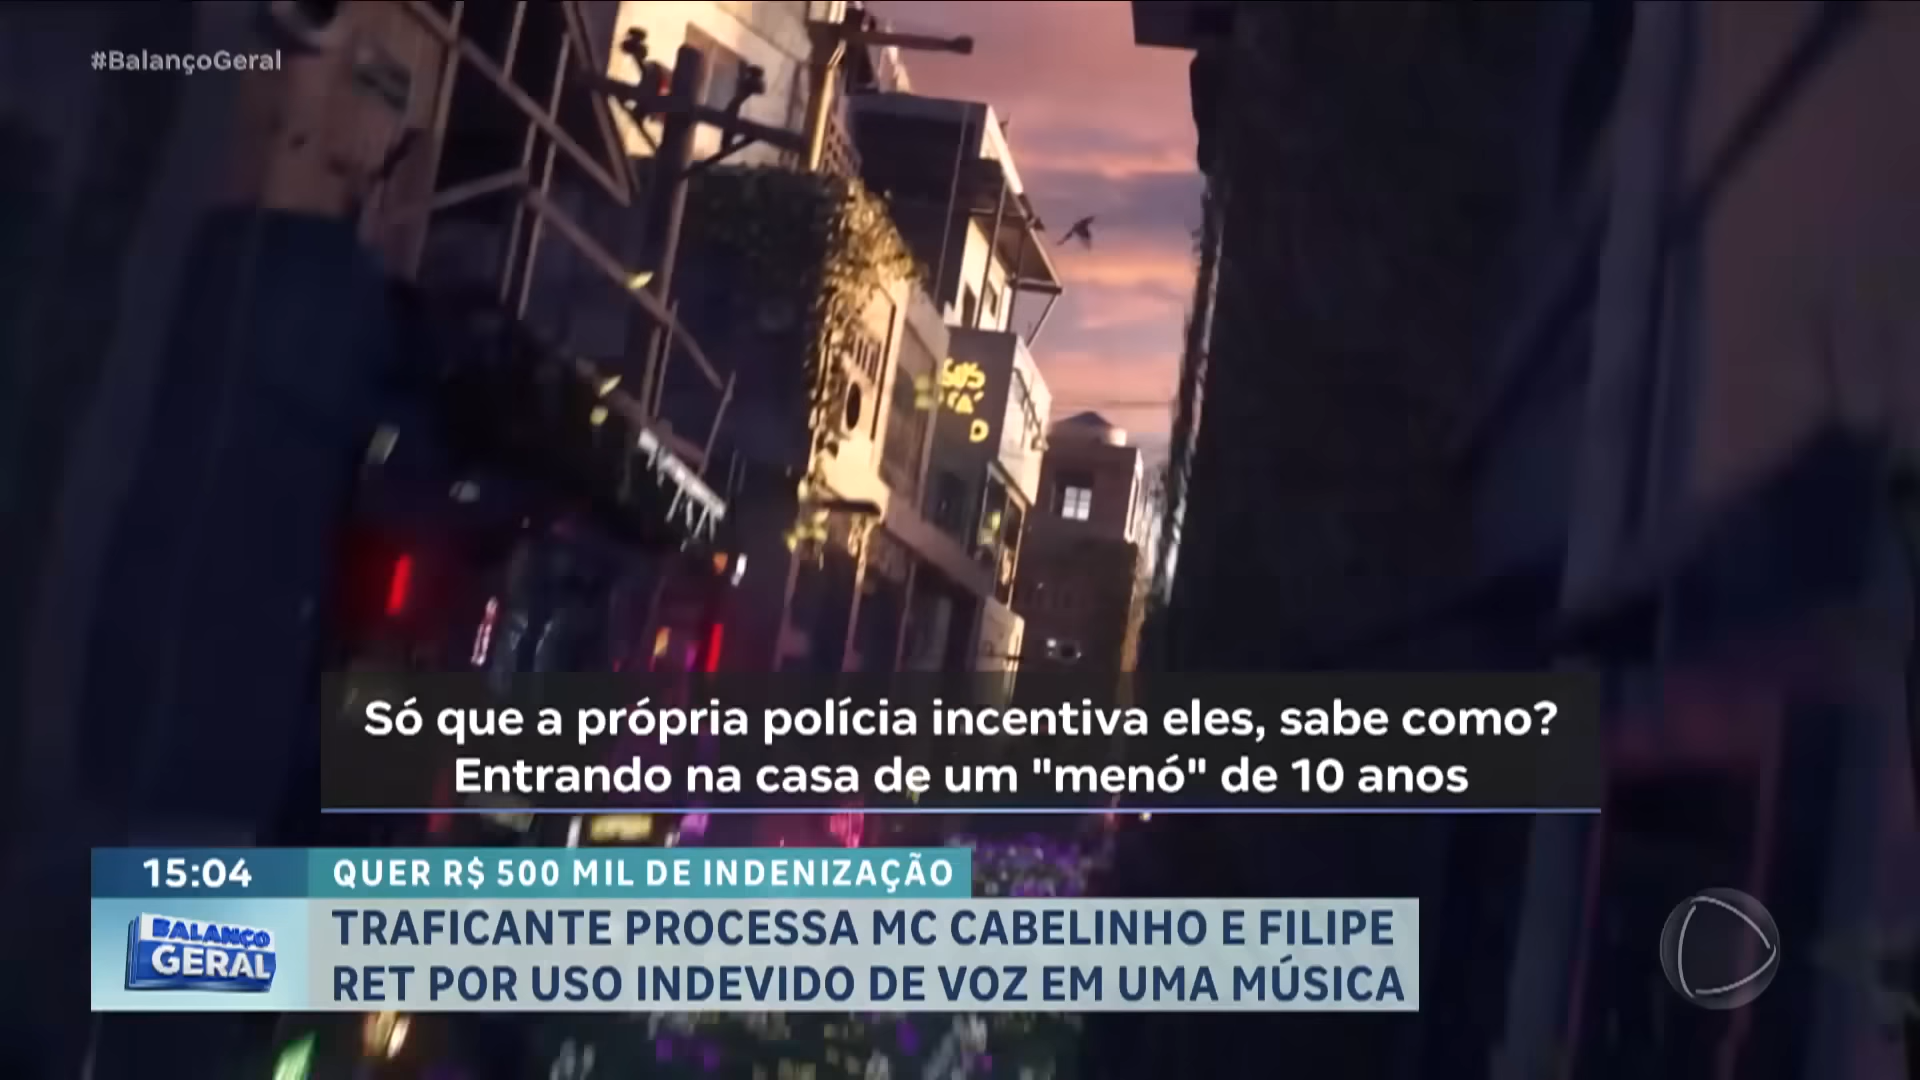 #BalançoGeral
Só que a própria polícia incentiva eles, sabe como?
Entrando na casa de um "menó" de 10 anos
15:04
QUER R$ 500 MIL DE INDENIZAÇÃO
BALANÇO
GERAL
TRAFICANTE PROCESSA MC CABELINHO E FILIPE
RET POR USO INDEVIDO DE VOZ EM UMA MÚSICA